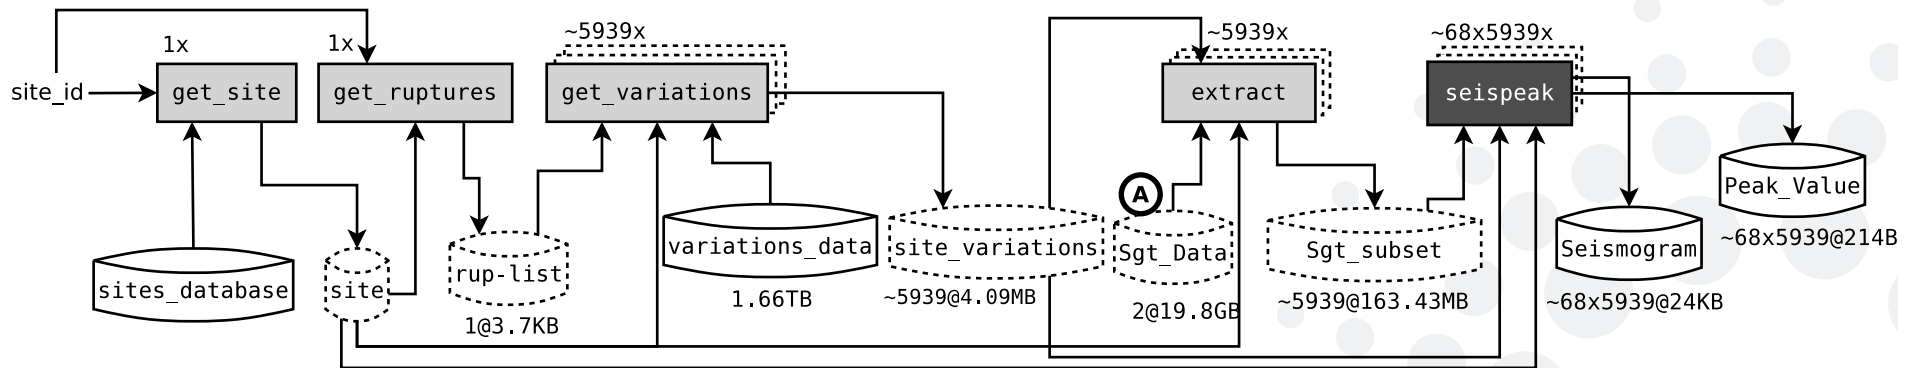 ~5939x
~5939x
~68x5939x
1x
1x
site_id
get_site
get_ruptures
get_variations
extract
seispeak
A
Peak_Value
~68x5939@214B
sites_database
site
rup-list
1@3.7KB
variations_data
1.66TB
site_variations
~5939@4.09MB
Sgt_Data
2@19.8GB
Sgt_subset
~5939@163.43MB
Seismogram
~68x5939@24KB